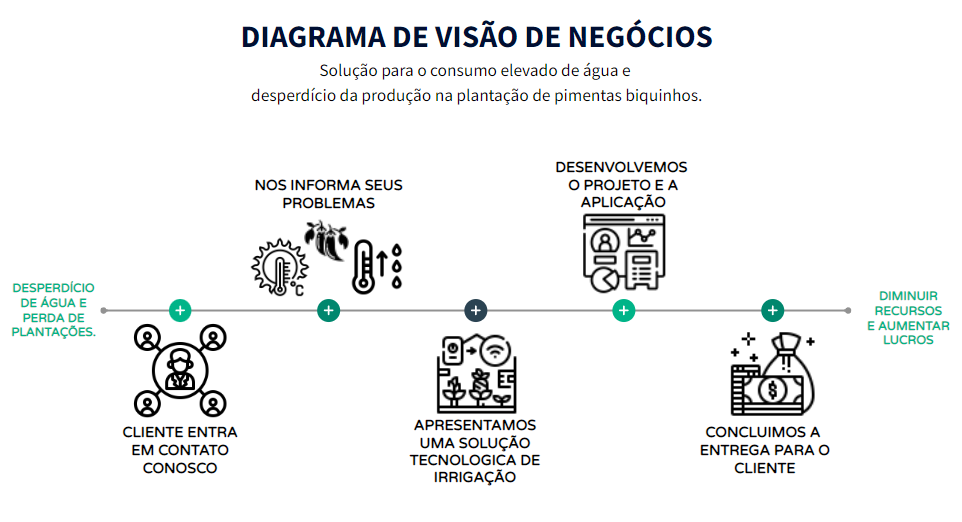 DIAGRAMA DE VISÃO DE NEGÓCIOS
Solução para o consumo elevado de água e
desperdício da produção na plantação de pimentas biquinhos.
DESPERDÍCIO
DE ÁGUA E
PERDA DE
PLANTAÇÕES.
CLIENTE ENTRA
EM CONTATO
CONOSCO
NOS INFORMA SEUS
PROBLEMAS
°C
APRESENTAMOS
UMA SOLUÇÃO
TECNOLOGICA DE
IRRIGAÇÃO
DESENVOLVEMOS
O PROJETO E A
APLICAÇÃO
CONCLUIMOS A
ENTREGA PARA O
CLIENTE
$
DIMINUIR
RECURSOS
E AUMENTAR
LUCROS